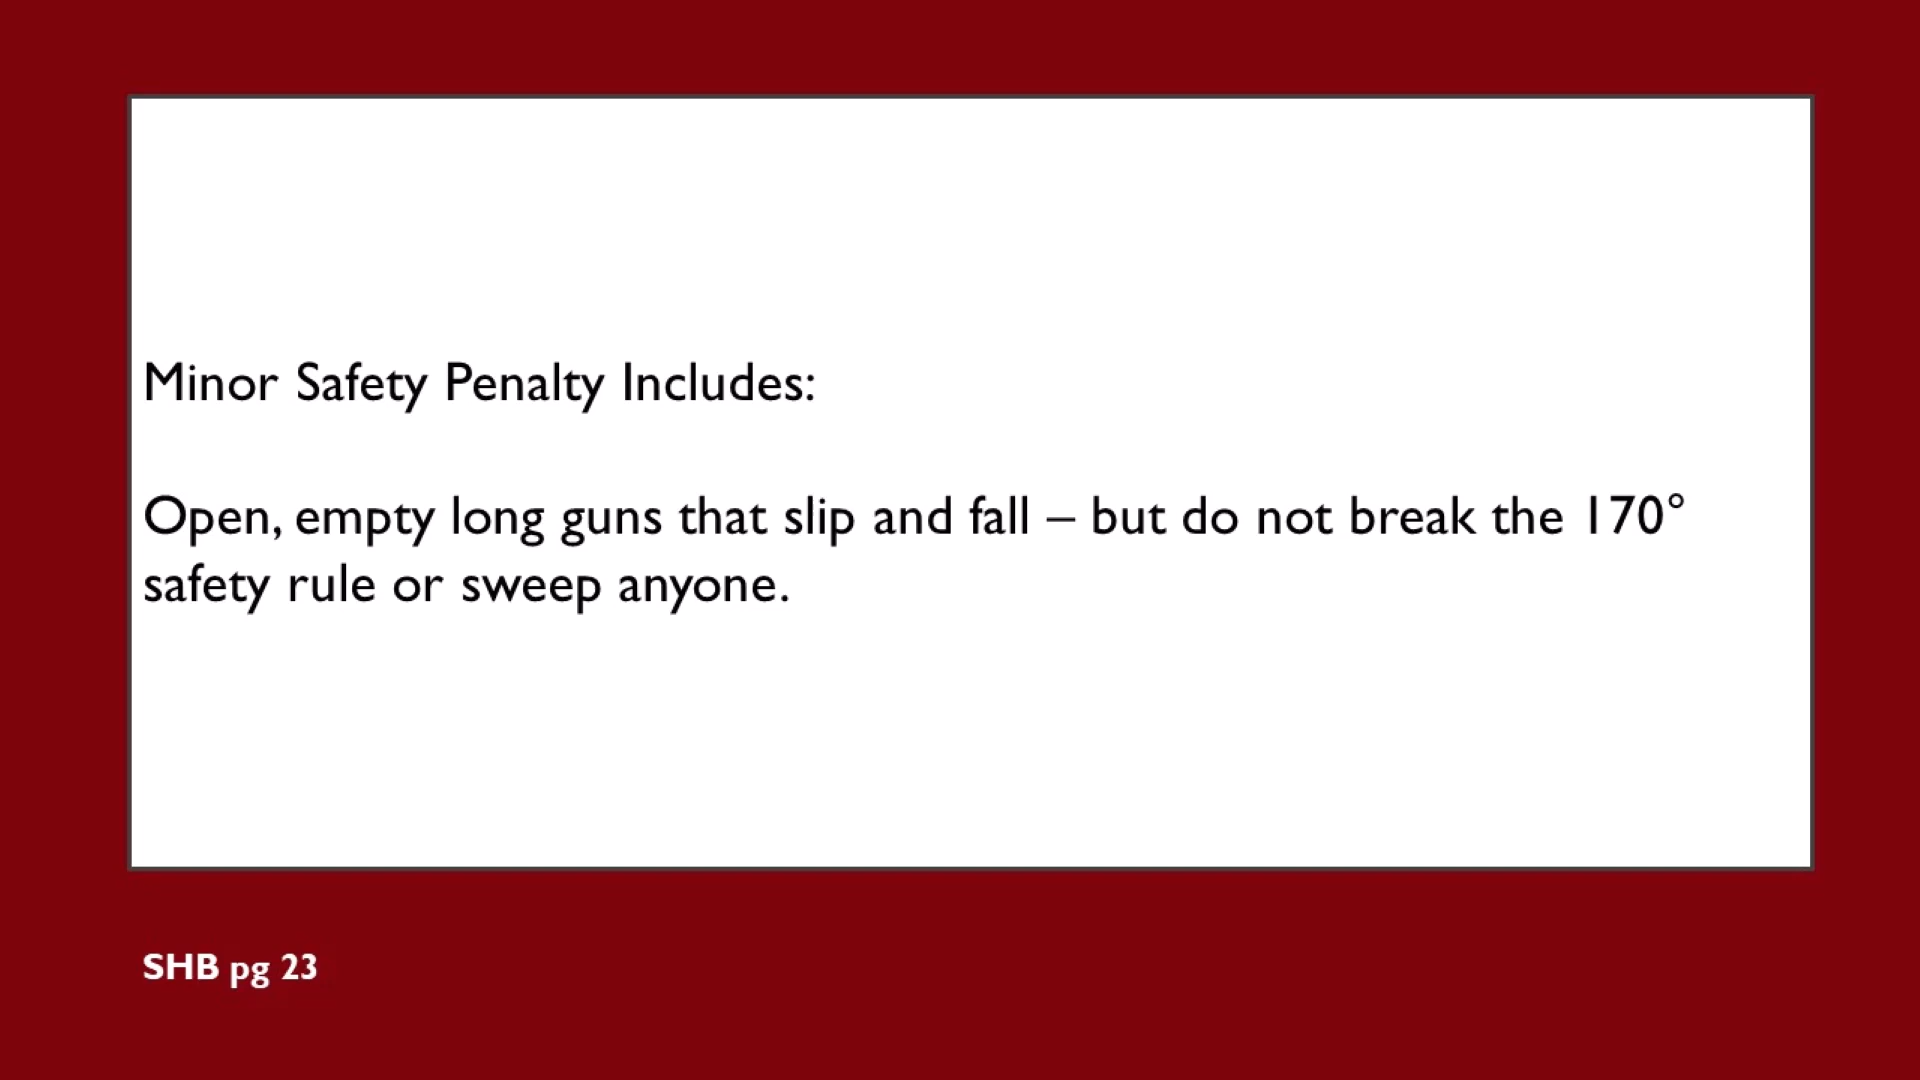 Minor Safety Penalty Includes:
Open, empty long guns that slip and fall – but do not break the 170°
safety rule or sweep anyone.
SHB pg 23